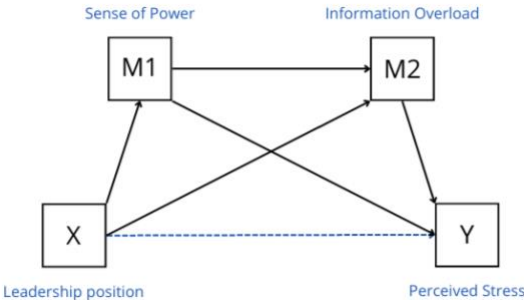 Sense of Power
Information Overload
M1
M2
X
Y
Leadership position
Perceived Stress